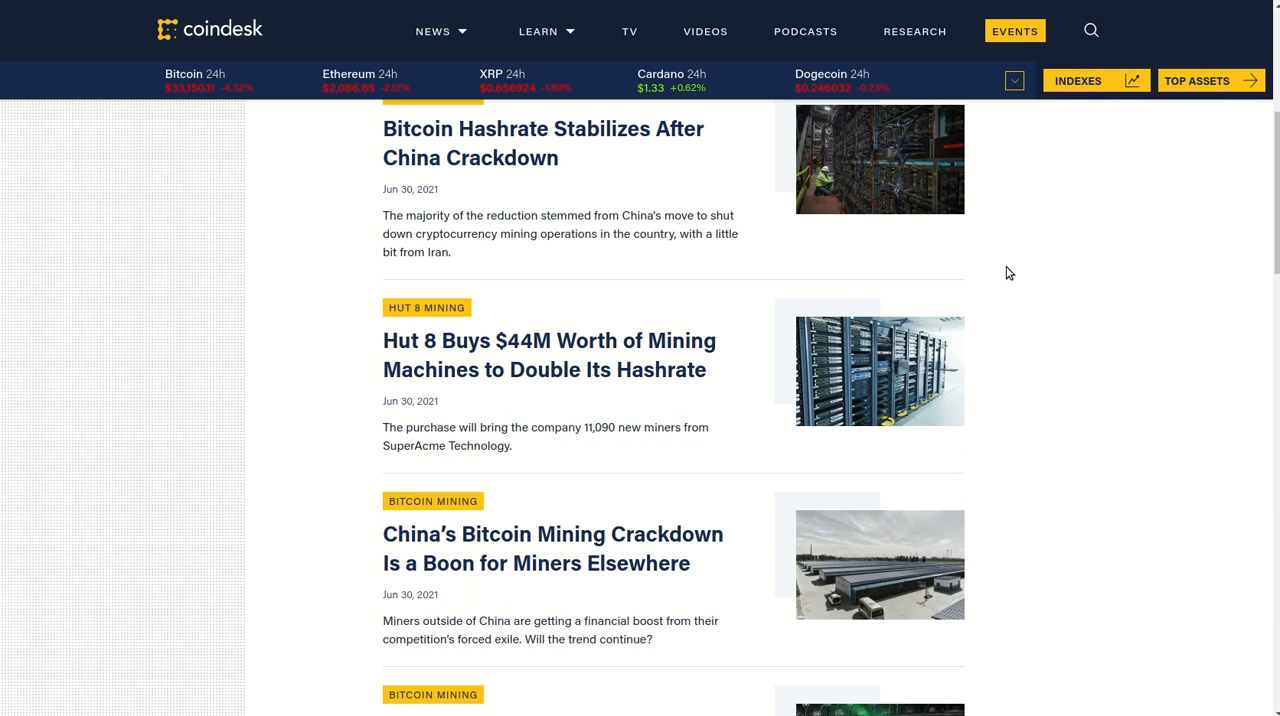 coindesk
NEWS LEARN TV VIDEOS PODCASTS RESEARCH EVENTS
Bitcoin 24h Ethereum 24h XRP 24h Cardano 24h Dogecoin 24h
$33,150.11 -4.32% $2,086.65 -2.12% $0.656924 -1.89% $1.33 +0.62% $0.246032 -0.23%
INDEXES TOP ASSETS
Bitcoin Hashrate Stabilizes After
China Crackdown
Jun 30, 2021
The majority of the reduction stemmed from China's move to shut
down cryptocurrency mining operations in the country, with a little
bit from Iran.
HUT 8 MINING
Hut 8 Buys $44M Worth of Mining
Machines to Double Its Hashrate
Jun 30, 2021
The purchase will bring the company 11,090 new miners from
SuperAcme Technology.
BITCOIN MINING
China’s Bitcoin Mining Crackdown
Is a Boon for Miners Elsewhere
Jun 30, 2021
Miners outside of China are getting a financial boost from their
competition’s forced exile. Will the trend continue?
BITCOIN MINING